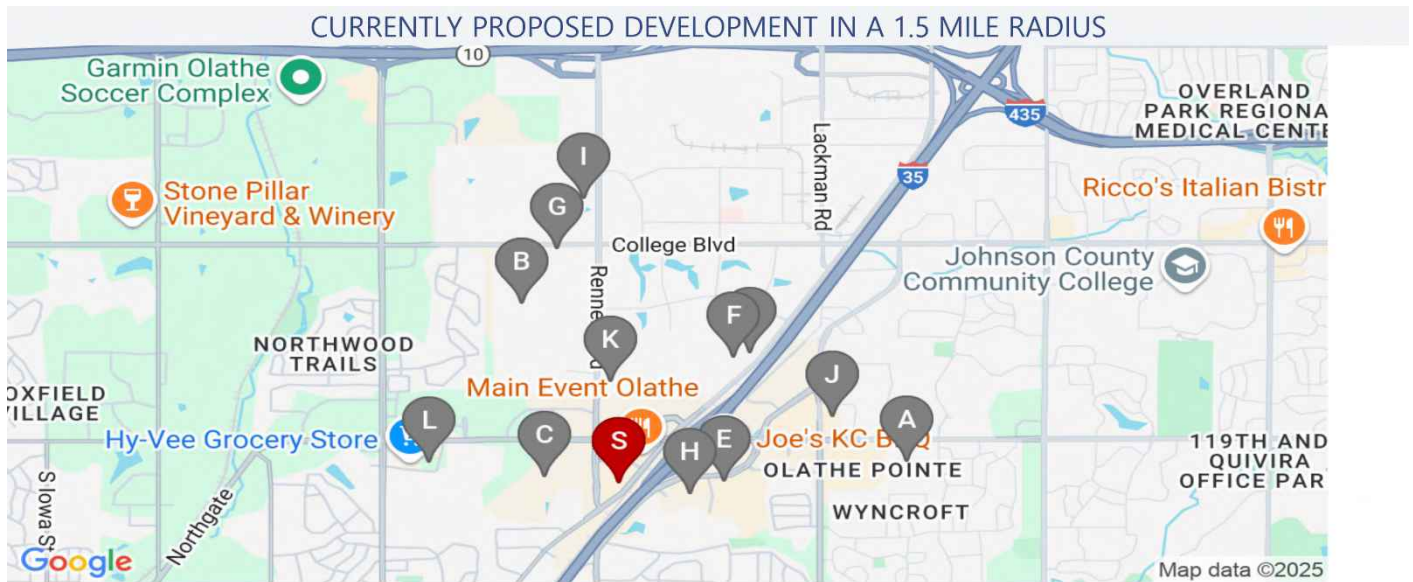 CURRENTLY PROPOSED DEVELOPMENT IN A 1.5 MILE RADIUS
10
Garmin Olathe
Soccer Complex
435
OVERLAND
PARK REGIONA
MEDICAL CENTE
Lackman Rd
I
35
Stone Pillar
Vineyard & Winery
Ricco's Italian Bistr
G
College Blvd
B
Johnson County
Community College
Renne
d
F
K
NORTHWOOD
TRAILS
J
Main Event Olathe
OXFIELD
VILLAGE
L
C
S
A
Hy-Vee Grocery Store
H
E
Joe's KC B Q
OLATHE POINTE
119TH AND
QUIVIRA
OFFICE PAR
S Iowa St
Northgate
WYNCROFT
Google
Map data ©2025